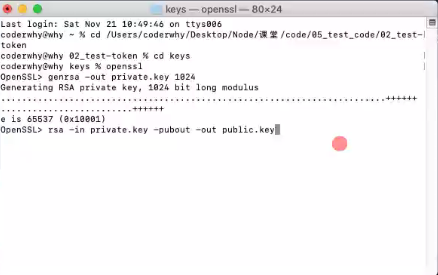 keys — openssl — 80×24
Last login: Sat Nov 21 10:49:46 on ttys006
coderwhy@why ~ % cd /Users/coderwhy/Desktop/Node/课堂/code/05_test_code/02_test-
token
coderwhy@why 02_test-token % cd keys
coderwhy@why keys % openssl
OpenSSL> genrsa -out private.key 1024
Generating RSA private key, 1024 bit long modulus
.....................................................................++++++
........................++++++
e is 65537 (0x10001)
OpenSSL> rsa -in private.key -pubout -out public.key